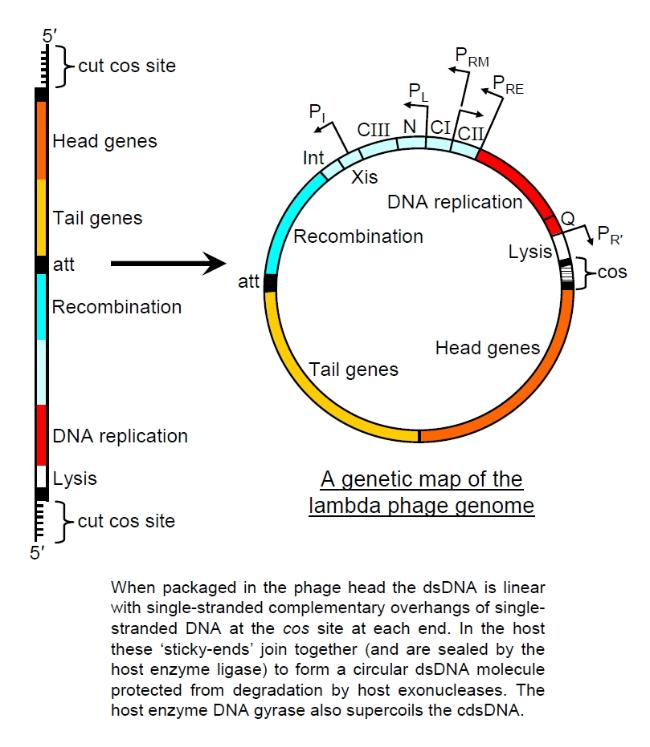 5′
cut cos site
Head genes
Tail genes
att
Recombination
DNA replication
Lysis
cut cos site
5′
P_RM
P_RE
P_L
P_I
CIII
N
CI
CII
Int
Xis
DNA replication
Q
P_R′
Recombination
Lysis
cos
att
Head genes
Tail genes
A genetic map of the
lambda phage genome
When packaged in the phage head the dsDNA is linear
with single-stranded complementary overhangs of single-
stranded DNA at the cos site at each end. In the host
these ‘sticky-ends’ join together (and are sealed by the
host enzyme ligase) to form a circular dsDNA molecule
protected from degradation by host exonucleases. The
host enzyme DNA gyrase also supercoils the cdsDNA.